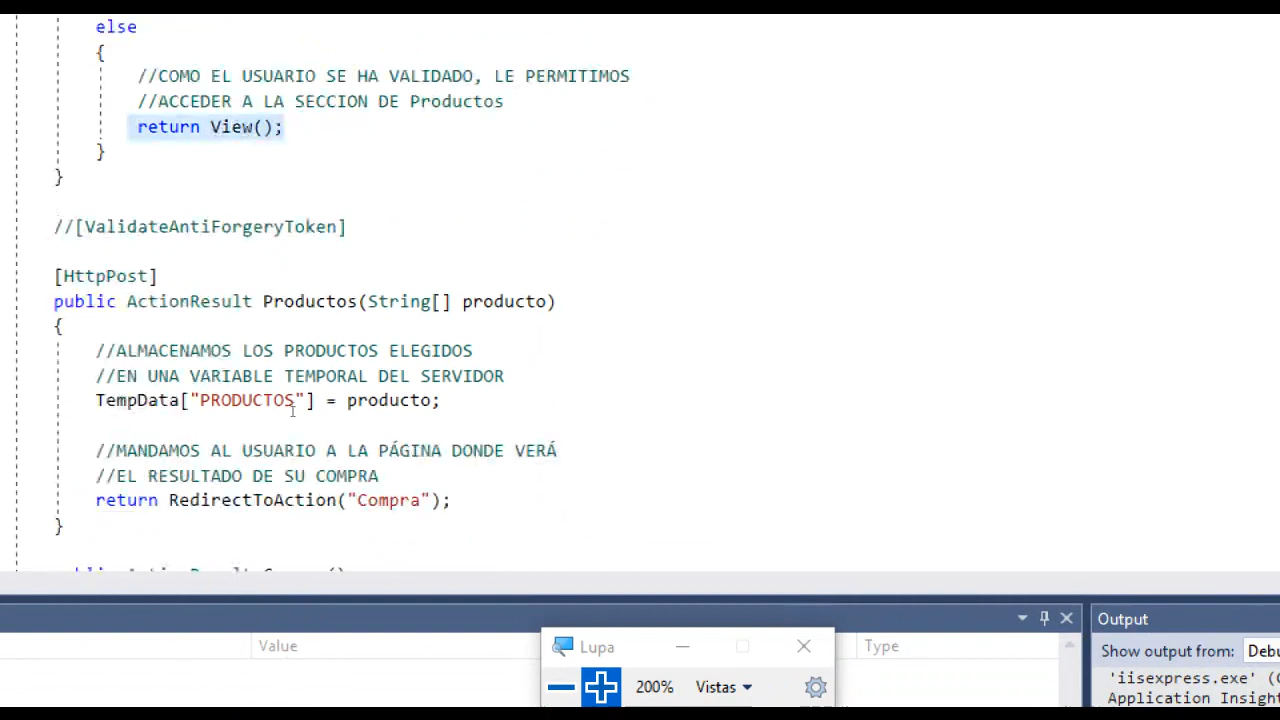 else
{
//COMO EL USUARIO SE HA VALIDADO, LE PERMITIMOS
//ACCEDER A LA SECCION DE Productos
return View();
}
}
//[ValidateAntiForgeryToken]
[HttpPost]
public ActionResult Productos(String[] producto)
{
//ALMACENAMOS LOS PRODUCTOS ELEGIDOS
//EN UNA VARIABLE TEMPORAL DEL SERVIDOR
TempData["PRODUCTOS"] = producto;
//MANDAMOS AL USUARIO A LA PÁGINA DONDE VERÁ
//EL RESULTADO DE SU COMPRA
return RedirectToAction("Compra");
}
Output
Value
Lupa
Type
Show output from: Debu
200%
Vistas
'iisexpress.exe' (C
Application Insight